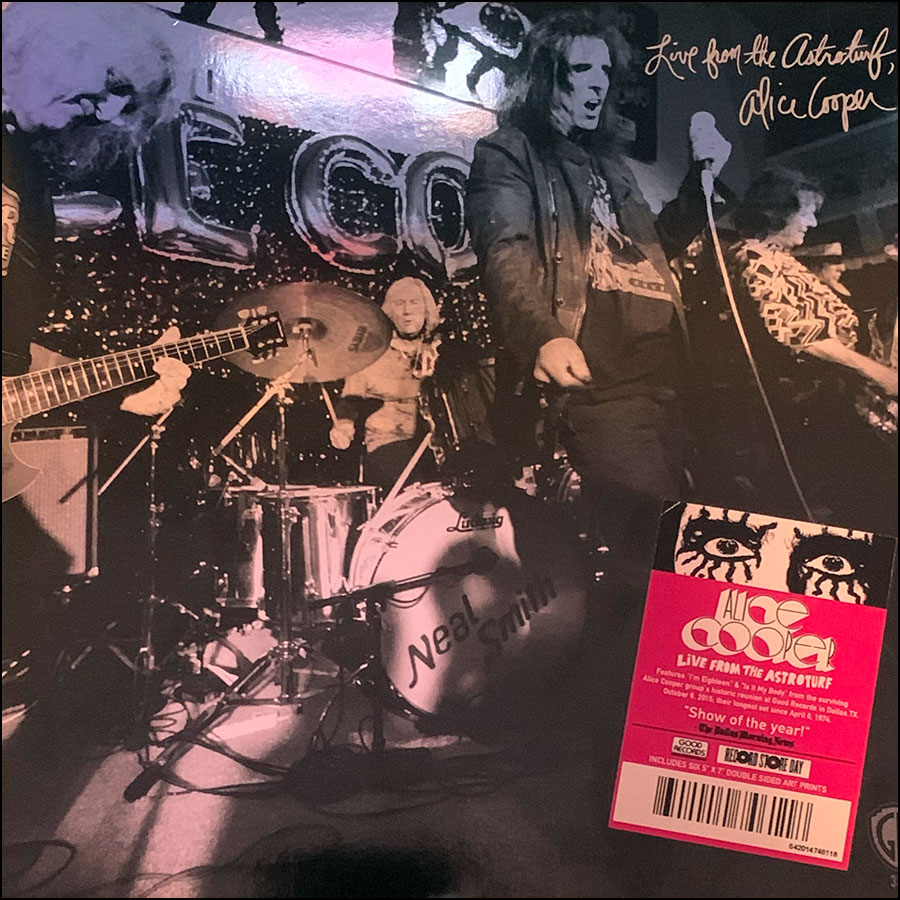 Live from the Astroturf,
Alice Cooper
E COO
Ludwig
Neal
Smith
ALICE
COOPER
LIVE FROM THE ASTROTURF
Features "I'm Eighteen" & "Is It My Body" from the surviving
Alice Cooper group's historic reunion at Good Records in Dallas, TX.
October 6, 2015, their longest set since April 8, 1974.
"Show of the year!"
The Dallas Morning News
GOOD
RECORDS
RECORD STORE DAY
INCLUDES SIX 5" X 7" DOUBLE SIDED ART PRINTS
642014748118